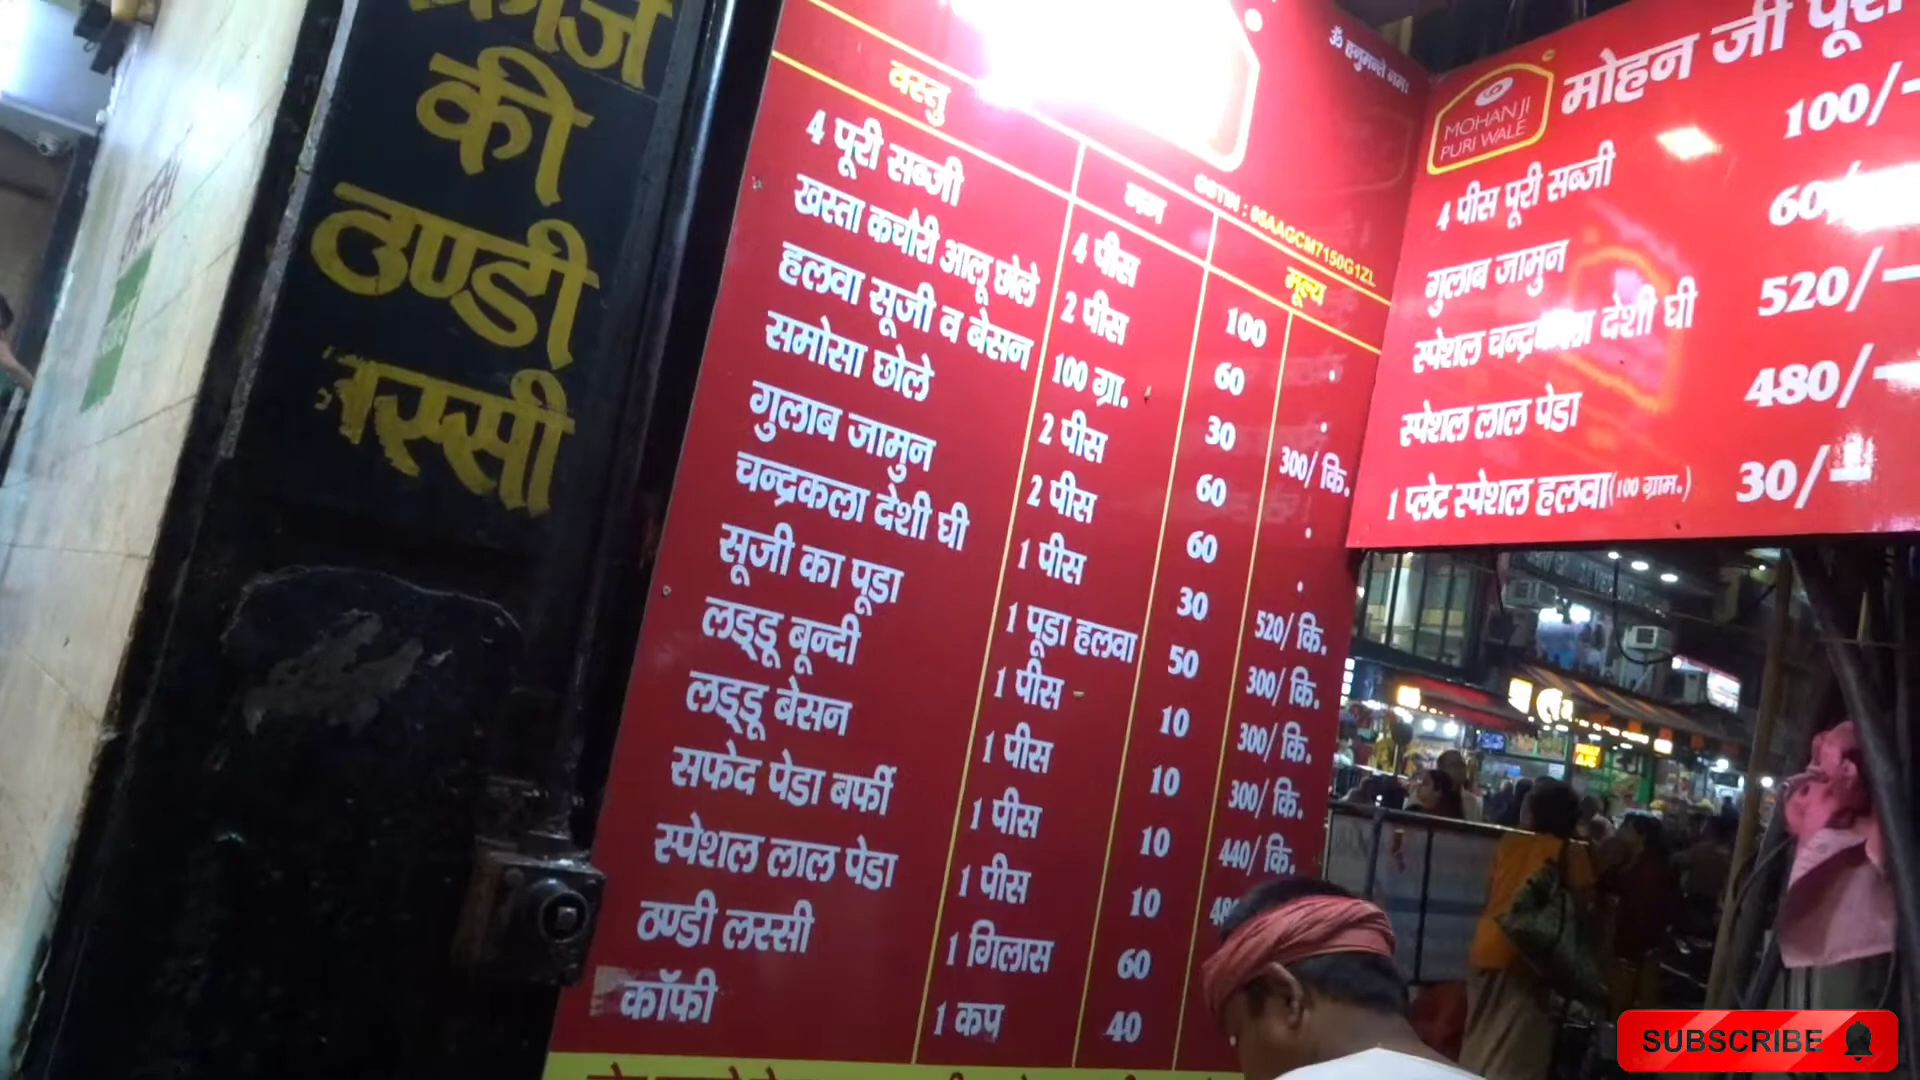 की
ठण्डी
लस्सी
ॐ हनुमन्ते नमः
GSTIN : 05AAGCM7150G1ZL
वस्तु मूल्य
4 पूरी सब्जी 4 पीस 100
खस्ता कचौरी आलू छोले 2 पीस 60
हलवा सूजी व बेसन 100 ग्रा. 30 300/ कि.
समोसा छोले 2 पीस 60
गुलाब जामुन 2 पीस 60
चन्द्रकला देशी घी 1 पीस 30 520/ कि.
सूजी का पूड़ा 1 पूडा हलवा 50 300/ कि.
लड्डू बून्दी 1 पीस 10 300/ कि.
लड्डू बेसन 1 पीस 10 300/ कि.
सफेद पेडा बर्फी 1 पीस 10 440/ कि.
स्पेशल लाल पेडा 1 पीस 10
ठण्डी लस्सी 1 गिलास 60
कॉफी 1 कप 40
MOHAN JI
PURI WALE
मोहन जी पूरी
4 पीस पूरी सब्जी 100/-
गुलाब जामुन 60/-
स्पेशल चन्द्रकला देशी घी 520/-
स्पेशल लाल पेडा 480/-
1 प्लेट स्पेशल हलवा(100 ग्राम.) 30/-
SUBSCRIBE